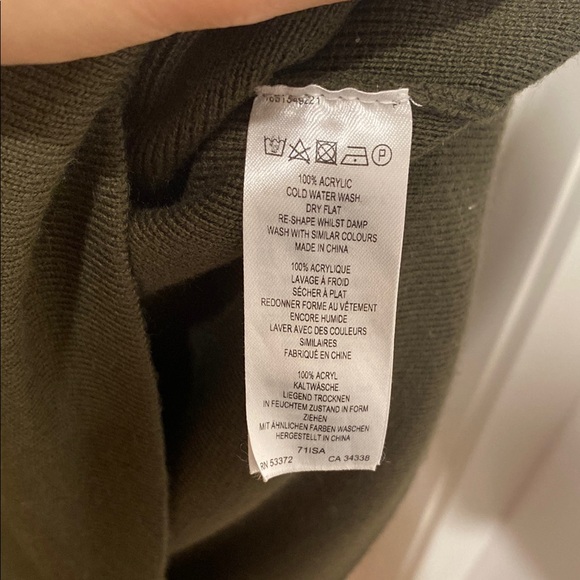 P
100% ACRYLIC
COLD WATER WASH
DRY FLAT
RE-SHAPE WHILST DAMP
WASH WITH SIMILAR COLOURS
MADE IN CHINA
100% ACRYLIQUE
LAVAGE À FROID
SÉCHER À PLAT
REDONNER FORME AU VÊTEMENT
ENCORE HUMIDE
LAVER AVEC DES COULEURS
SIMILAIRES
FABRIQUÉ EN CHINE
100% ACRYL
KALTWÄSCHE
LIEGEND TROCKNEN
IN FEUCHTEM ZUSTAND IN FORM
ZIEHEN
MIT ÄHNLICHEN FARBEN WASCHEN
HERGESTELLT IN CHINA
71ISA
RN 53372 CA 34338